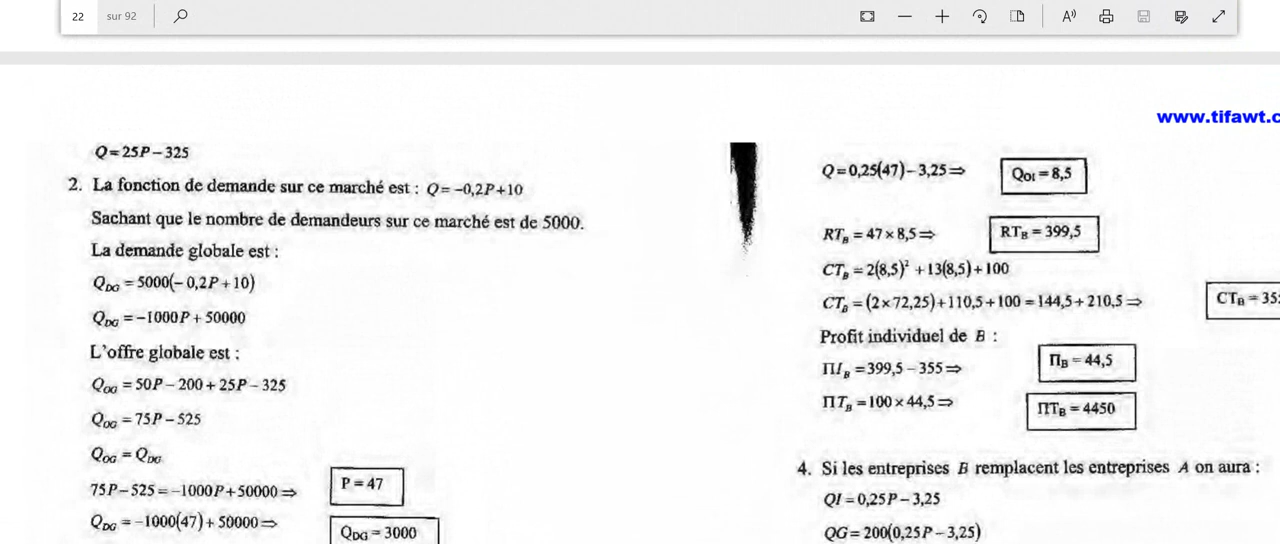 22 sur 92
www.tifawt.c
Q = 25P – 325
2. La fonction de demande sur ce marché est : Q = –0,2P+10
Sachant que le nombre de demandeurs sur ce marché est de 5000.
La demande globale est :
Q_DG = 5000(– 0,2P + 10)
Q_DG = –1000P + 50000
L'offre globale est :
Q_OG = 50P – 200 + 25P – 325
Q_OG = 75P – 525
Q_OG = Q_DG
75P – 525 = –1000P + 50000 ⇒ P = 47
Q_DG = –1000(47) + 50000 ⇒ Q_DG = 3000
Q = 0,25(47) – 3,25 ⇒ Q_OI = 8,5
RT_B = 47 × 8,5 ⇒ RT_B = 399,5
CT_B = 2(8,5)² + 13(8,5) + 100
CT_B = (2 × 72,25) + 110,5 + 100 = 144,5 + 210,5 ⇒ CT_B = 35
Profit individuel de B :
ΠI_B = 399,5 – 355 ⇒ Π_B = 44,5
ΠT_B = 100 × 44,5 ⇒ ΠT_B = 4450
4. Si les entreprises B remplacent les entreprises A on aura :
QI = 0,25P – 3,25
QG = 200(0,25P – 3,25)